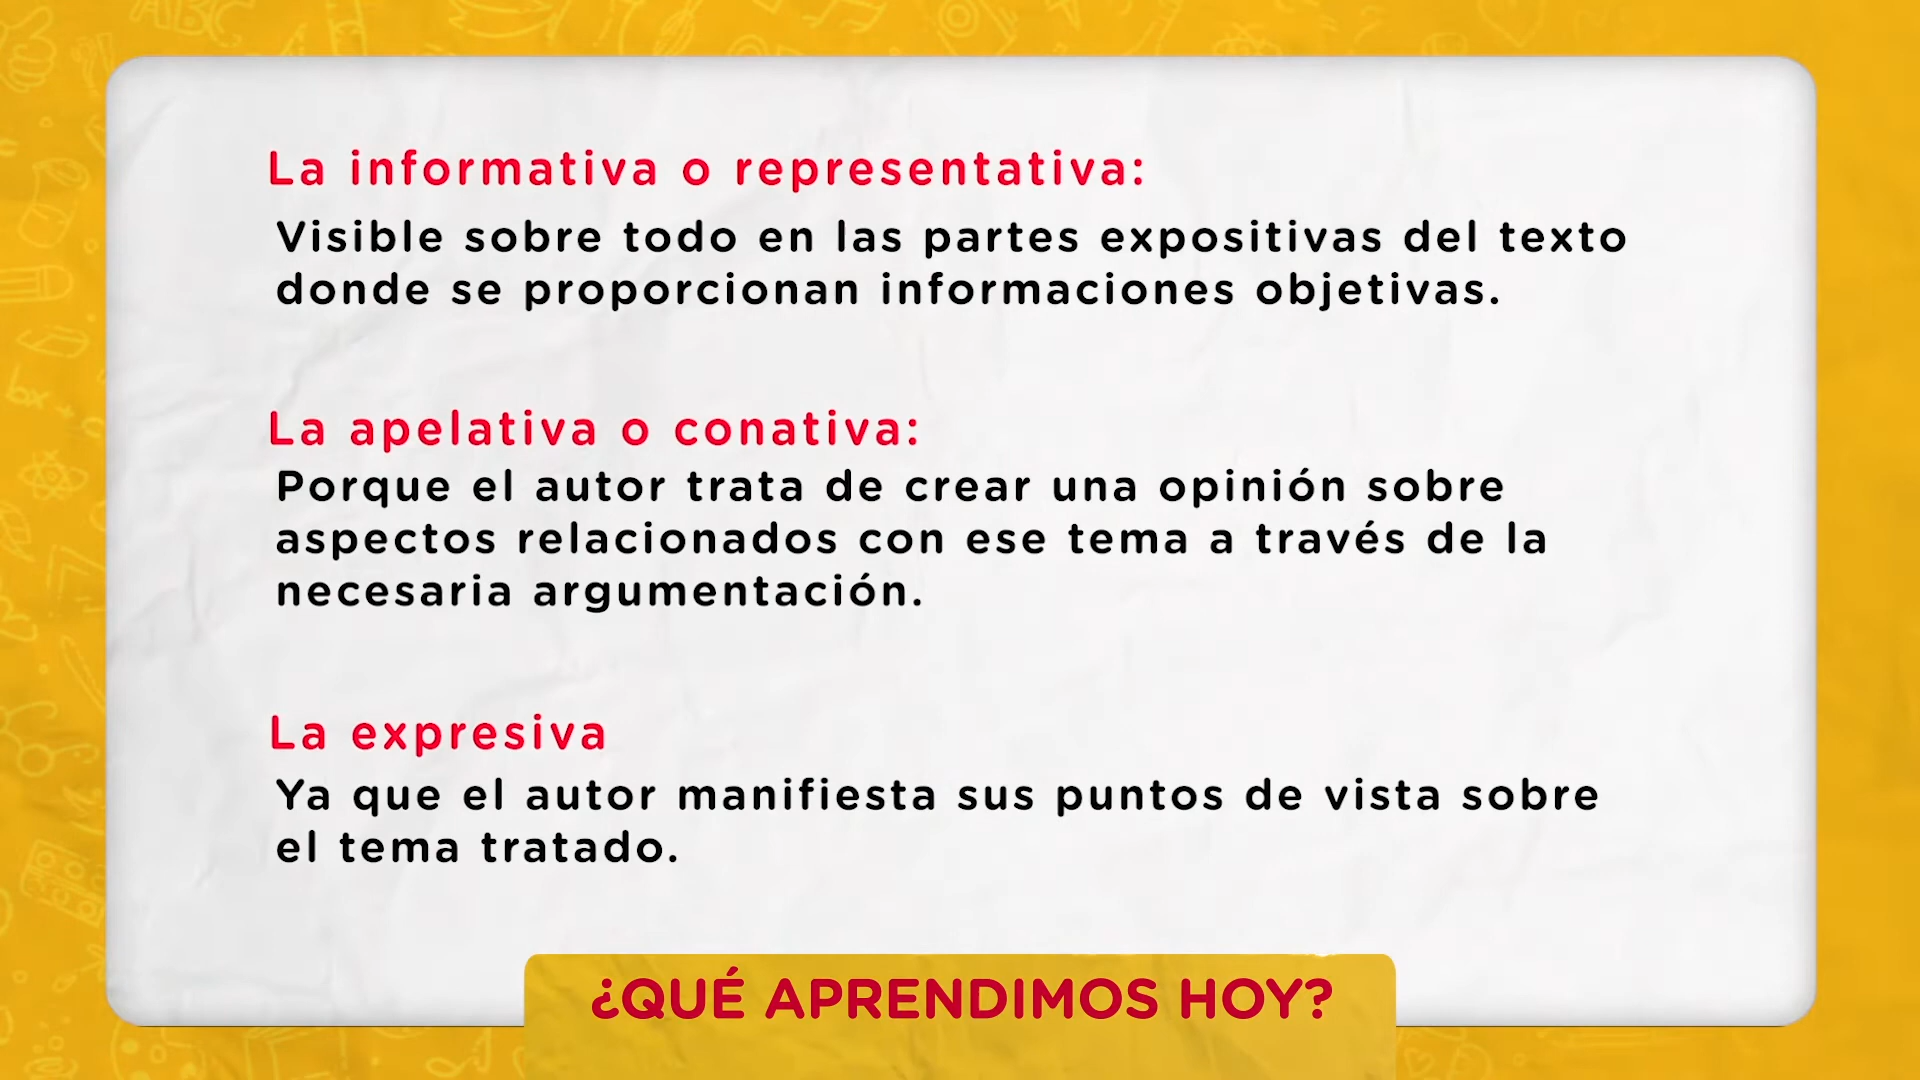 La informativa o representativa:
Visible sobre todo en las partes expositivas del texto
donde se proporcionan informaciones objetivas.
La apelativa o conativa:
Porque el autor trata de crear una opinión sobre
aspectos relacionados con ese tema a través de la
necesaria argumentación.
La expresiva
Ya que el autor manifiesta sus puntos de vista sobre
el tema tratado.
¿QUÉ APRENDIMOS HOY?
ABC
bx +